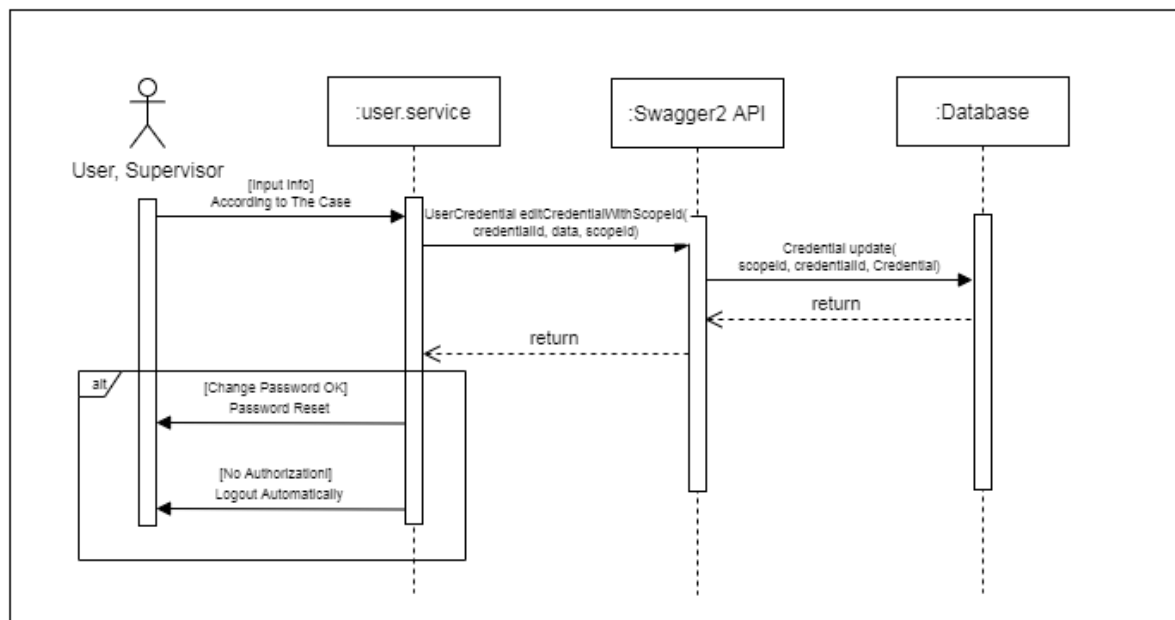 :user.service
:Swagger2 API
:Database
User, Supervisor
[Input Info]
According to The Case
UserCredential editCredentialWithScopeId(
credentialId, data, scopeId)
Credential update(
scopeId, credentialId, Credential)
return
return
alt
[Change Password OK]
Password Reset
[No Authorization!]
Logout Automatically